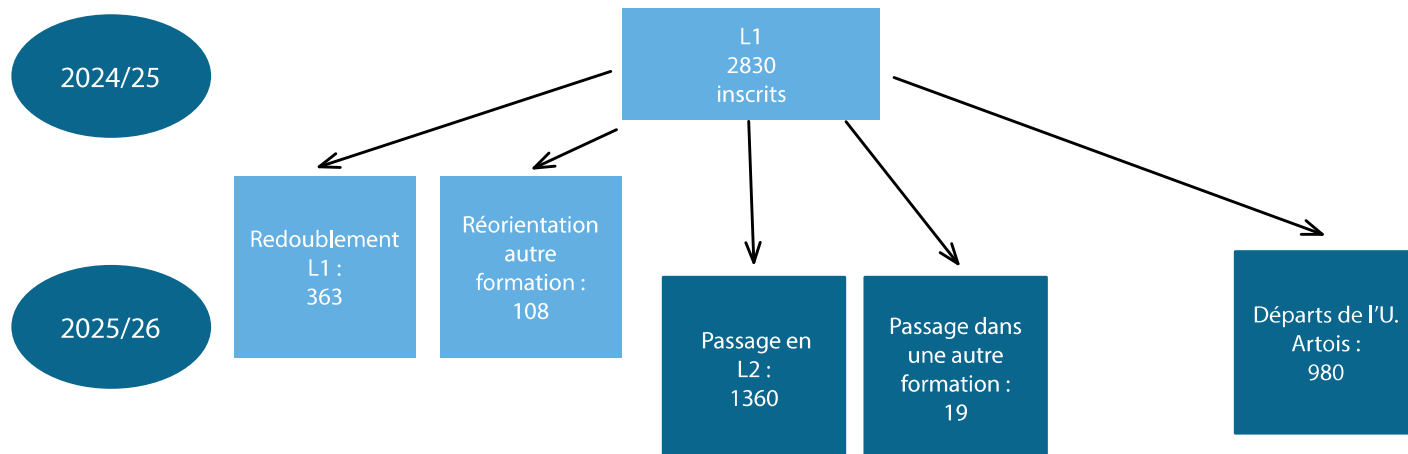 2024/25
L1
2830
inscrits
2025/26
Redoublement
L1 :
363
Réorientation
autre
formation :
108
Passage en
L2 :
1360
Passage dans
une autre
formation :
19
Départs de l'U.
Artois :
980